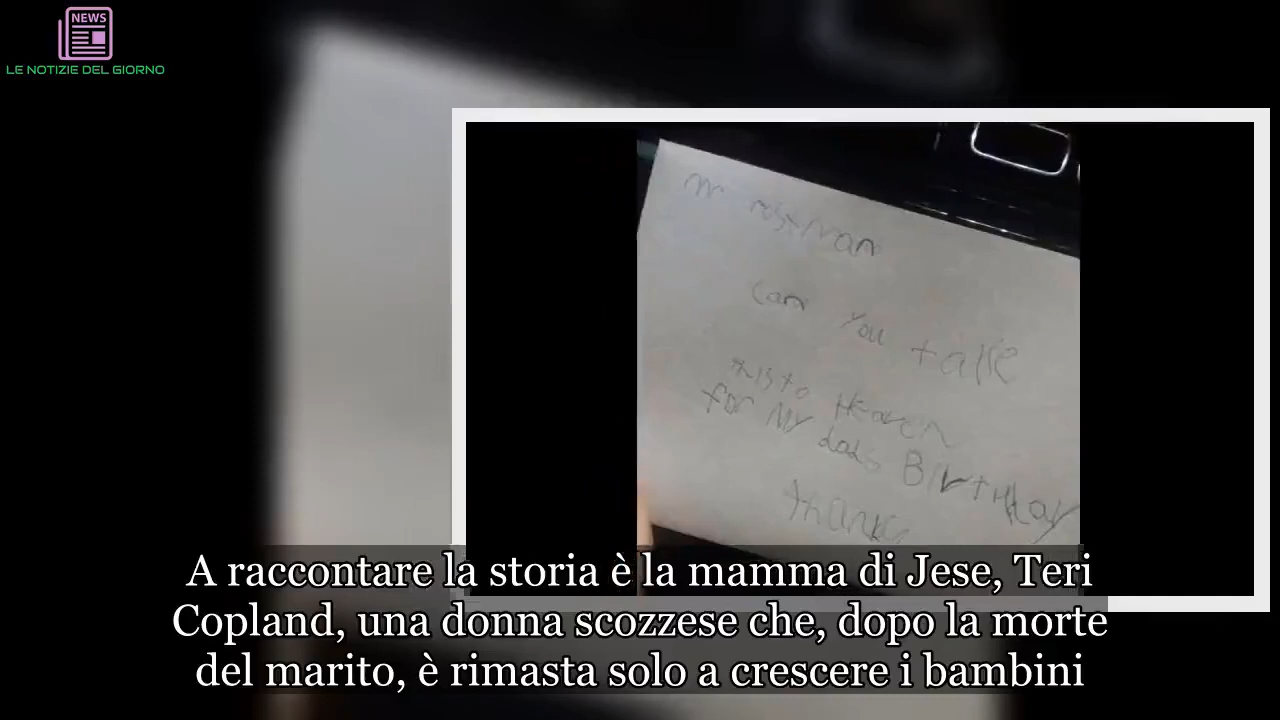 NEWS
LE NOTIZIE DEL GIORNO
Mr Postman
Can You take
this to Heaven
for My dads BIrTHday
thanks
A raccontare la storia è la mamma di Jese, Teri
Copland, una donna scozzese che, dopo la morte
del marito, è rimasta solo a crescere i bambini